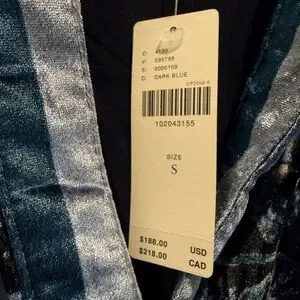 C: 4150
Y: 095799
S: 0000109
C: DARK BLUE
102043155
SIZE
S
$188.00 USD
$218.00 CAD